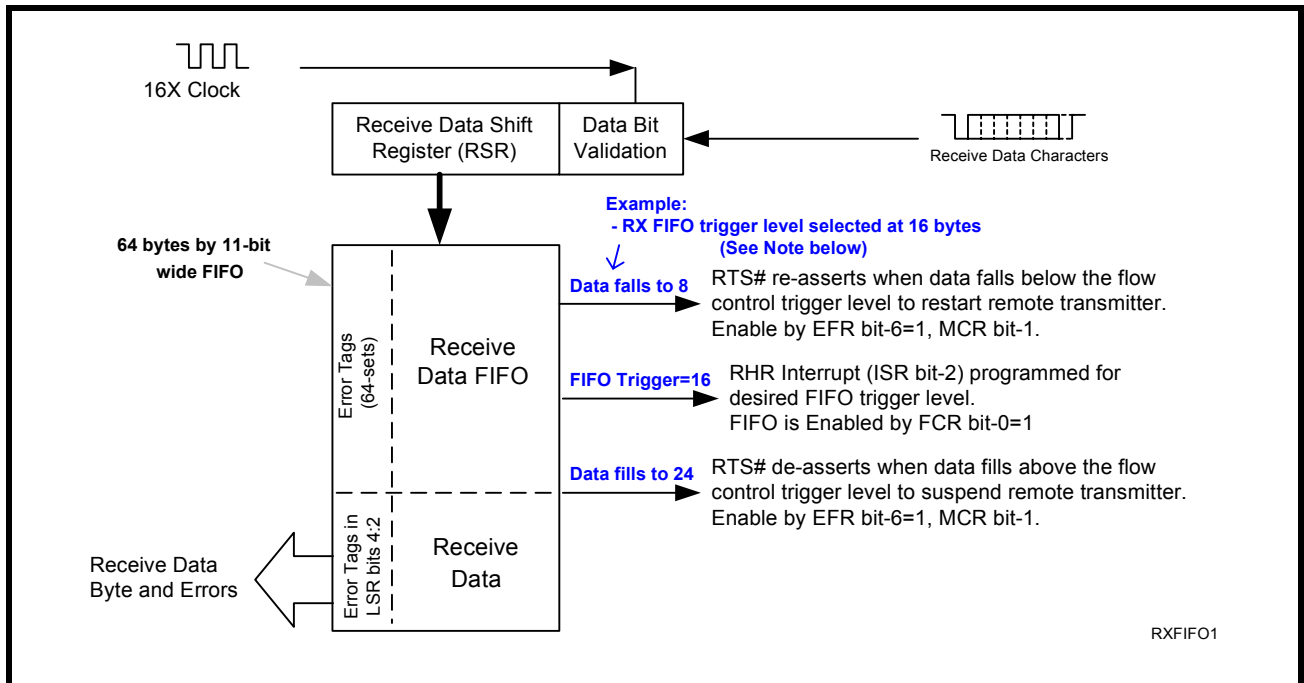 16X Clock
Receive Data Shift
Register (RSR)
Data Bit
Validation
Receive Data Characters
64 bytes by 11-bit
wide FIFO
Example:
- RX FIFO trigger level selected at 16 bytes
(See Note below)
Error Tags
(64-sets)
Receive
Data FIFO
Data falls to 8
RTS# re-asserts when data falls below the flow
control trigger level to restart remote transmitter.
Enable by EFR bit-6=1, MCR bit-1.
FIFO Trigger=16
RHR Interrupt (ISR bit-2) programmed for
desired FIFO trigger level.
FIFO is Enabled by FCR bit-0=1
Data fills to 24
RTS# de-asserts when data fills above the flow
control trigger level to suspend remote transmitter.
Enable by EFR bit-6=1, MCR bit-1.
Error Tags in
LSR bits 4:2
Receive
Data
Receive Data
Byte and Errors
RXFIFO1